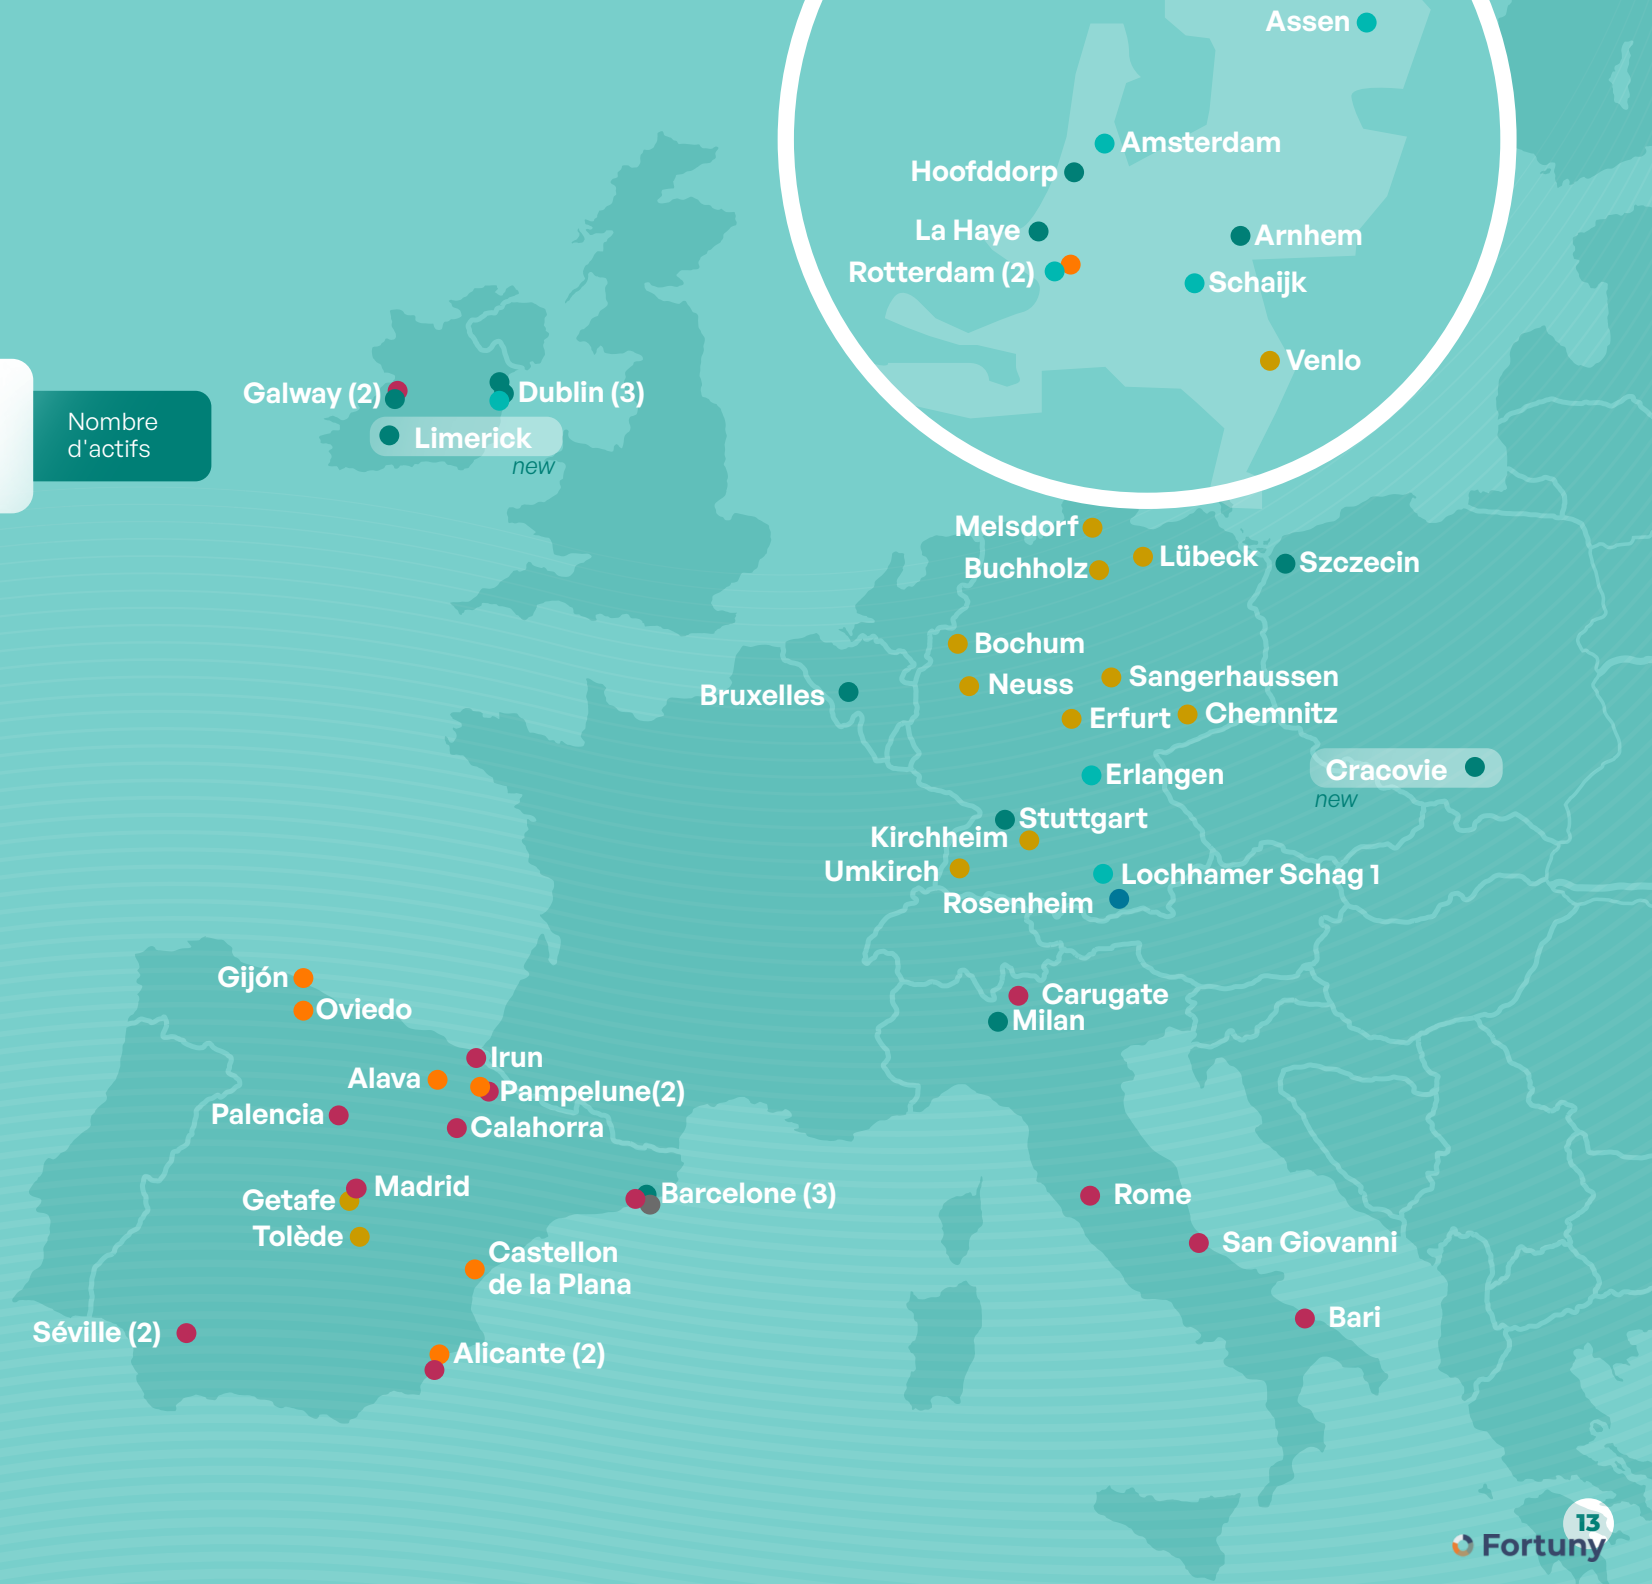 Assen
Amsterdam
Hoofddorp
La Haye
Arnhem
Rotterdam (2)
Schaijk
Venlo
Galway (2)
Dublin (3)
Nombre
d'actifs
Limerick
new
Melsdorf
Lübeck
Buchholz
Szczecin
Bochum
Sangerhaussen
Neuss
Bruxelles
Erfurt
Chemnitz
Cracovie
new
Erlangen
Stuttgart
Kirchheim
Umkirch
Lochhamer Schag 1
Rosenheim
Gijón
Oviedo
Carugate
Milan
Irun
Alava
Pampelune(2)
Palencia
Calahorra
Madrid
Getafe
Barcelone (3)
Rome
Tolède
San Giovanni
Castellon
de la Plana
Bari
Séville (2)
Alicante (2)
13
Fortuny